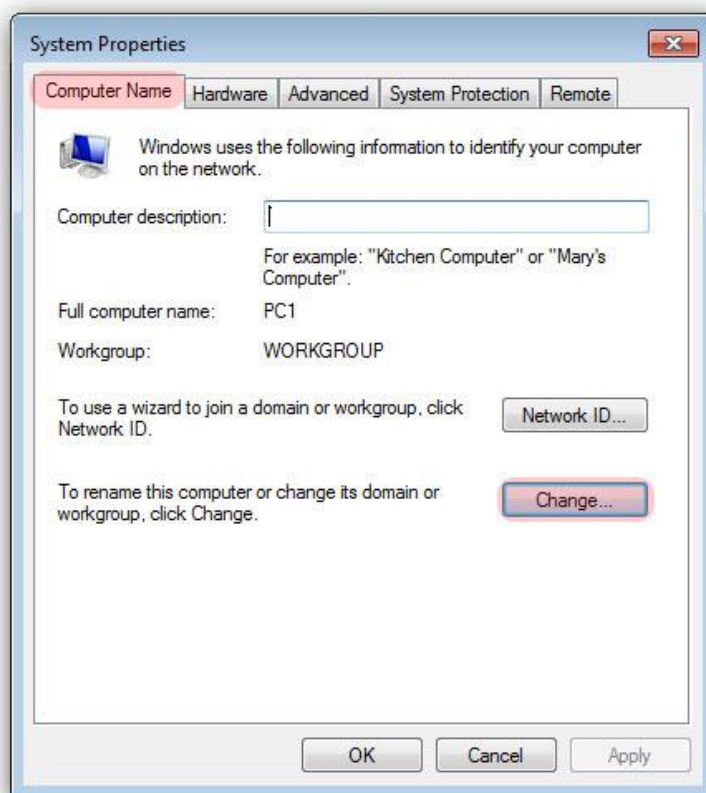 System Properties
Computer Name Hardware Advanced System Protection Remote
Windows uses the following information to identify your computer
on the network.
Computer description:
For example: "Kitchen Computer" or "Mary's
Computer".
Full computer name: PC1
Workgroup: WORKGROUP
To use a wizard to join a domain or workgroup, click
Network ID.
Network ID...
To rename this computer or change its domain or
workgroup, click Change.
Change...
OK Cancel Apply